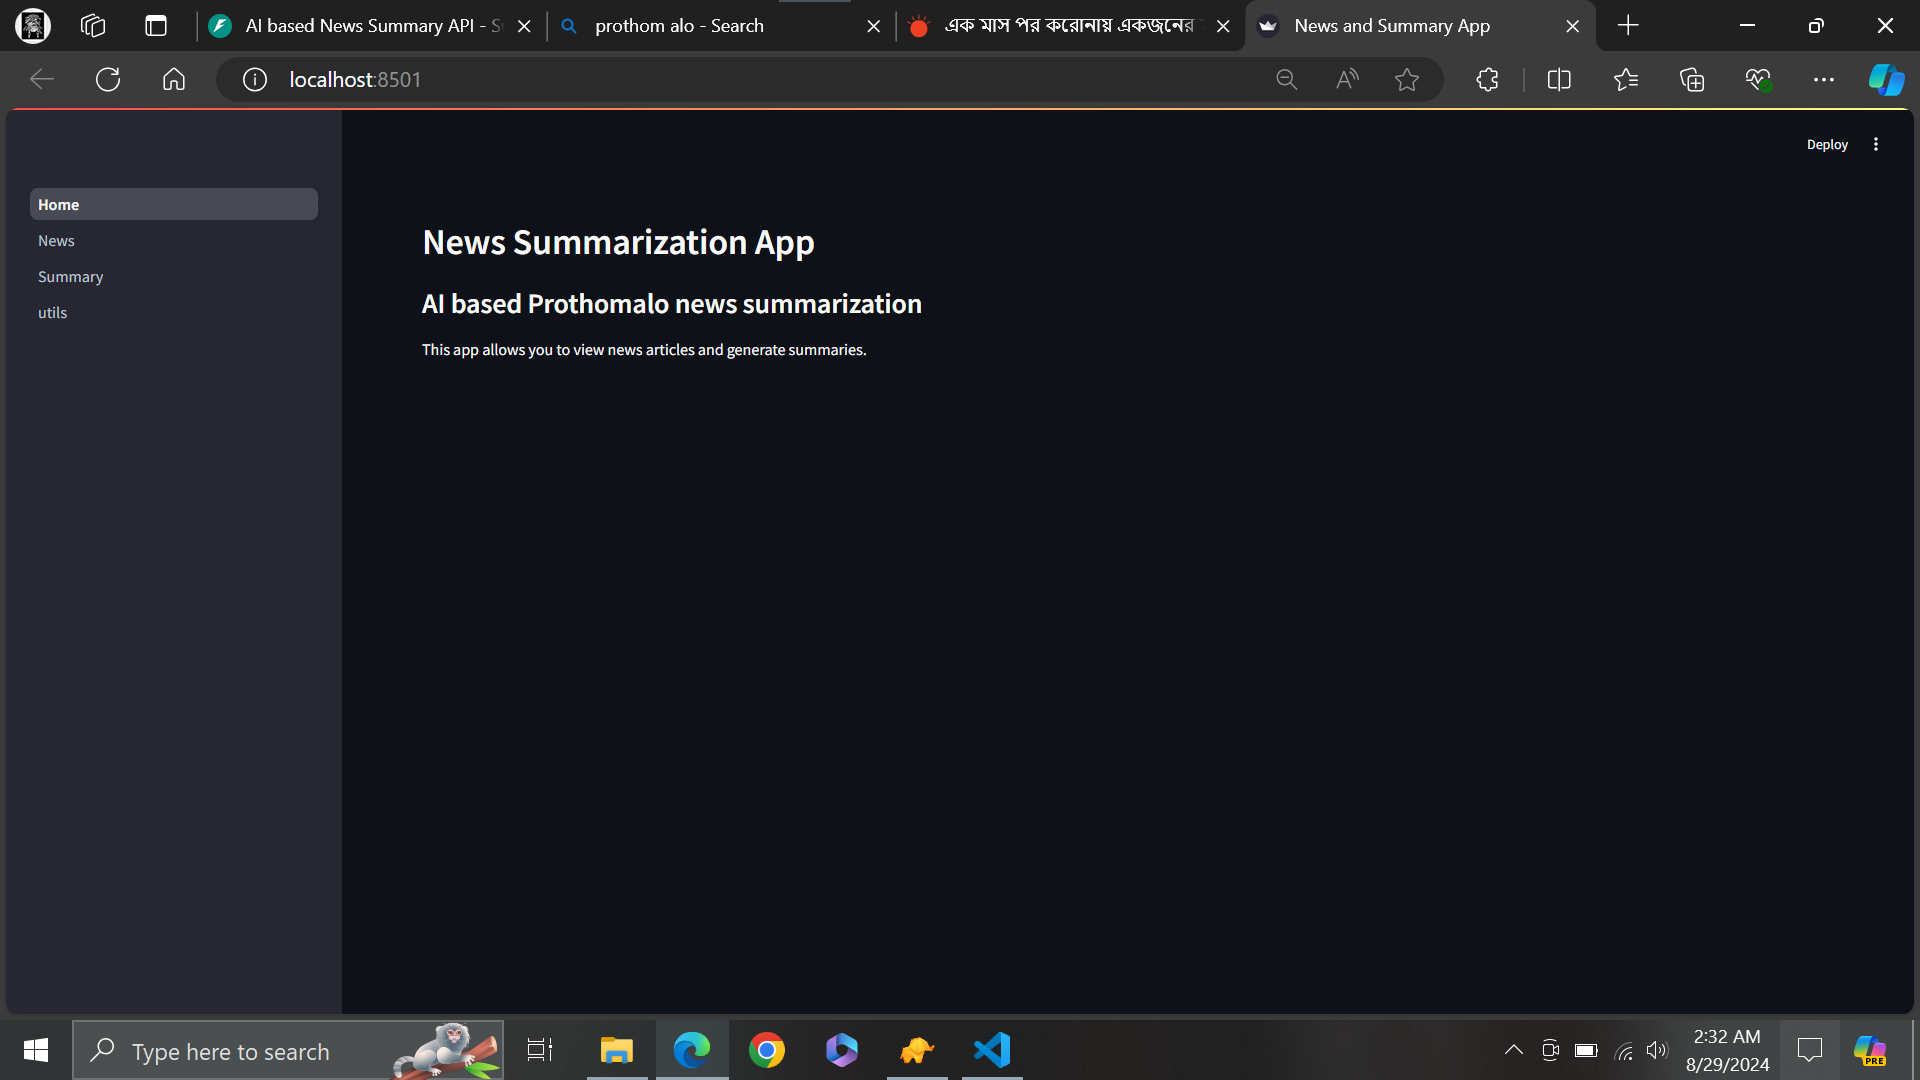 AI based News Summary API - S
prothom alo - Search
এক মাস পর করোনায় একজনের
News and Summary App
localhost:8501
Deploy
Home
News
Summary
utils
News Summarization App
AI based Prothomalo news summarization
This app allows you to view news articles and generate summaries.
Type here to search
2:32 AM
8/29/2024
PRE